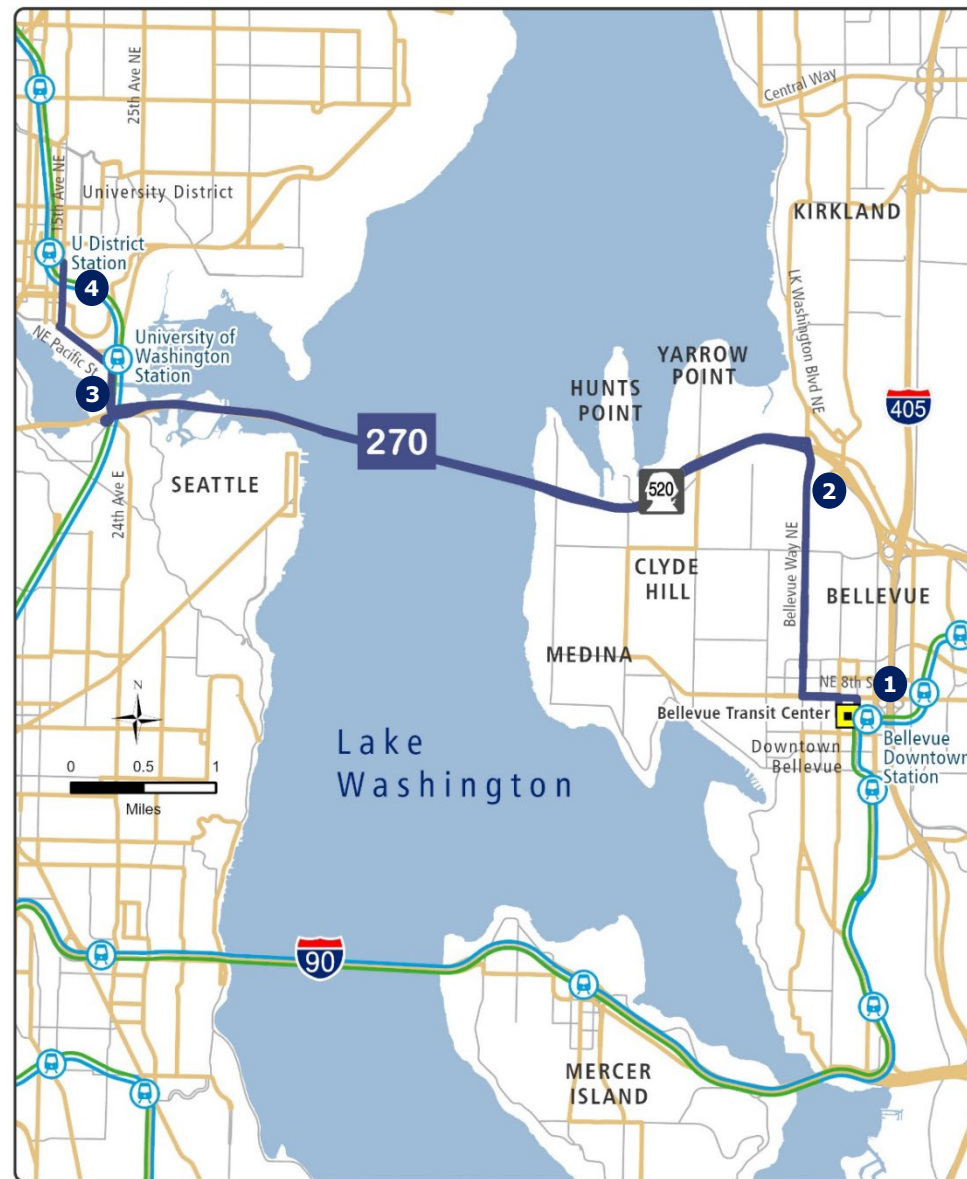 Central Way
25th Ave NE
15th Ave NE
University District
KIRKLAND
U District
Station
4
LK Washington Blvd NE
University of
Washington
Station
NE Pacific St
YARROW
POINT
HUNTS
POINT
3
405
270
SEATTLE
520
2
24th Ave E
Bellevue Way NE
CLYDE
HILL
BELLEVUE
MEDINA
NE 8th S
1
N
Bellevue Transit Center
Lake
Washington
Downtown
Bellevue
Bellevue
Downtown
Station
0 0.5 1
Miles
90
MERCER
ISLAND